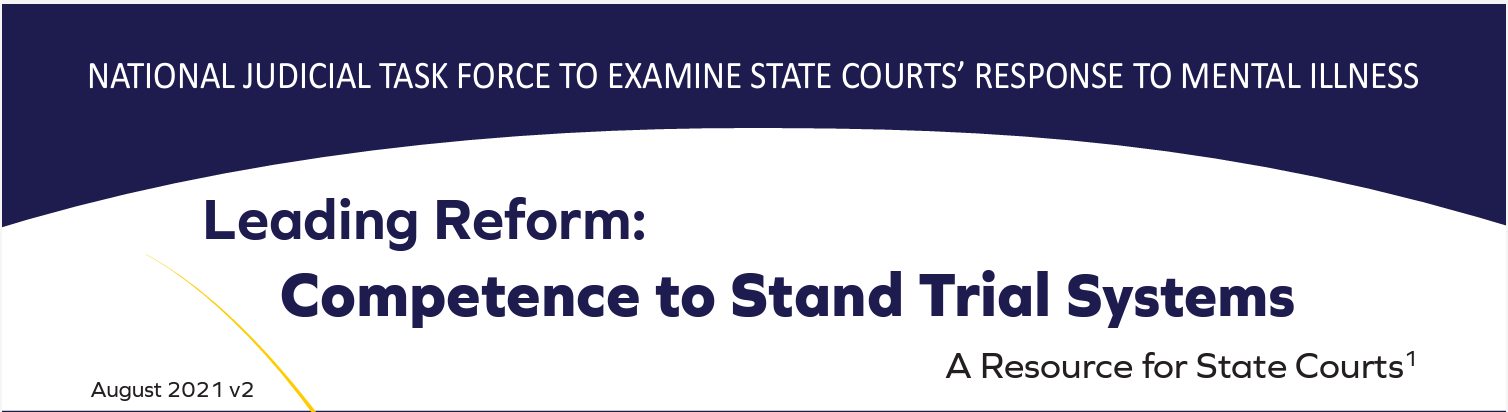 NATIONAL JUDICIAL TASK FORCE TO EXAMINE STATE COURTS’ RESPONSE TO MENTAL ILLNESS
Leading Reform:
Competence to Stand Trial Systems
A Resource for State Courts¹
August 2021 v2